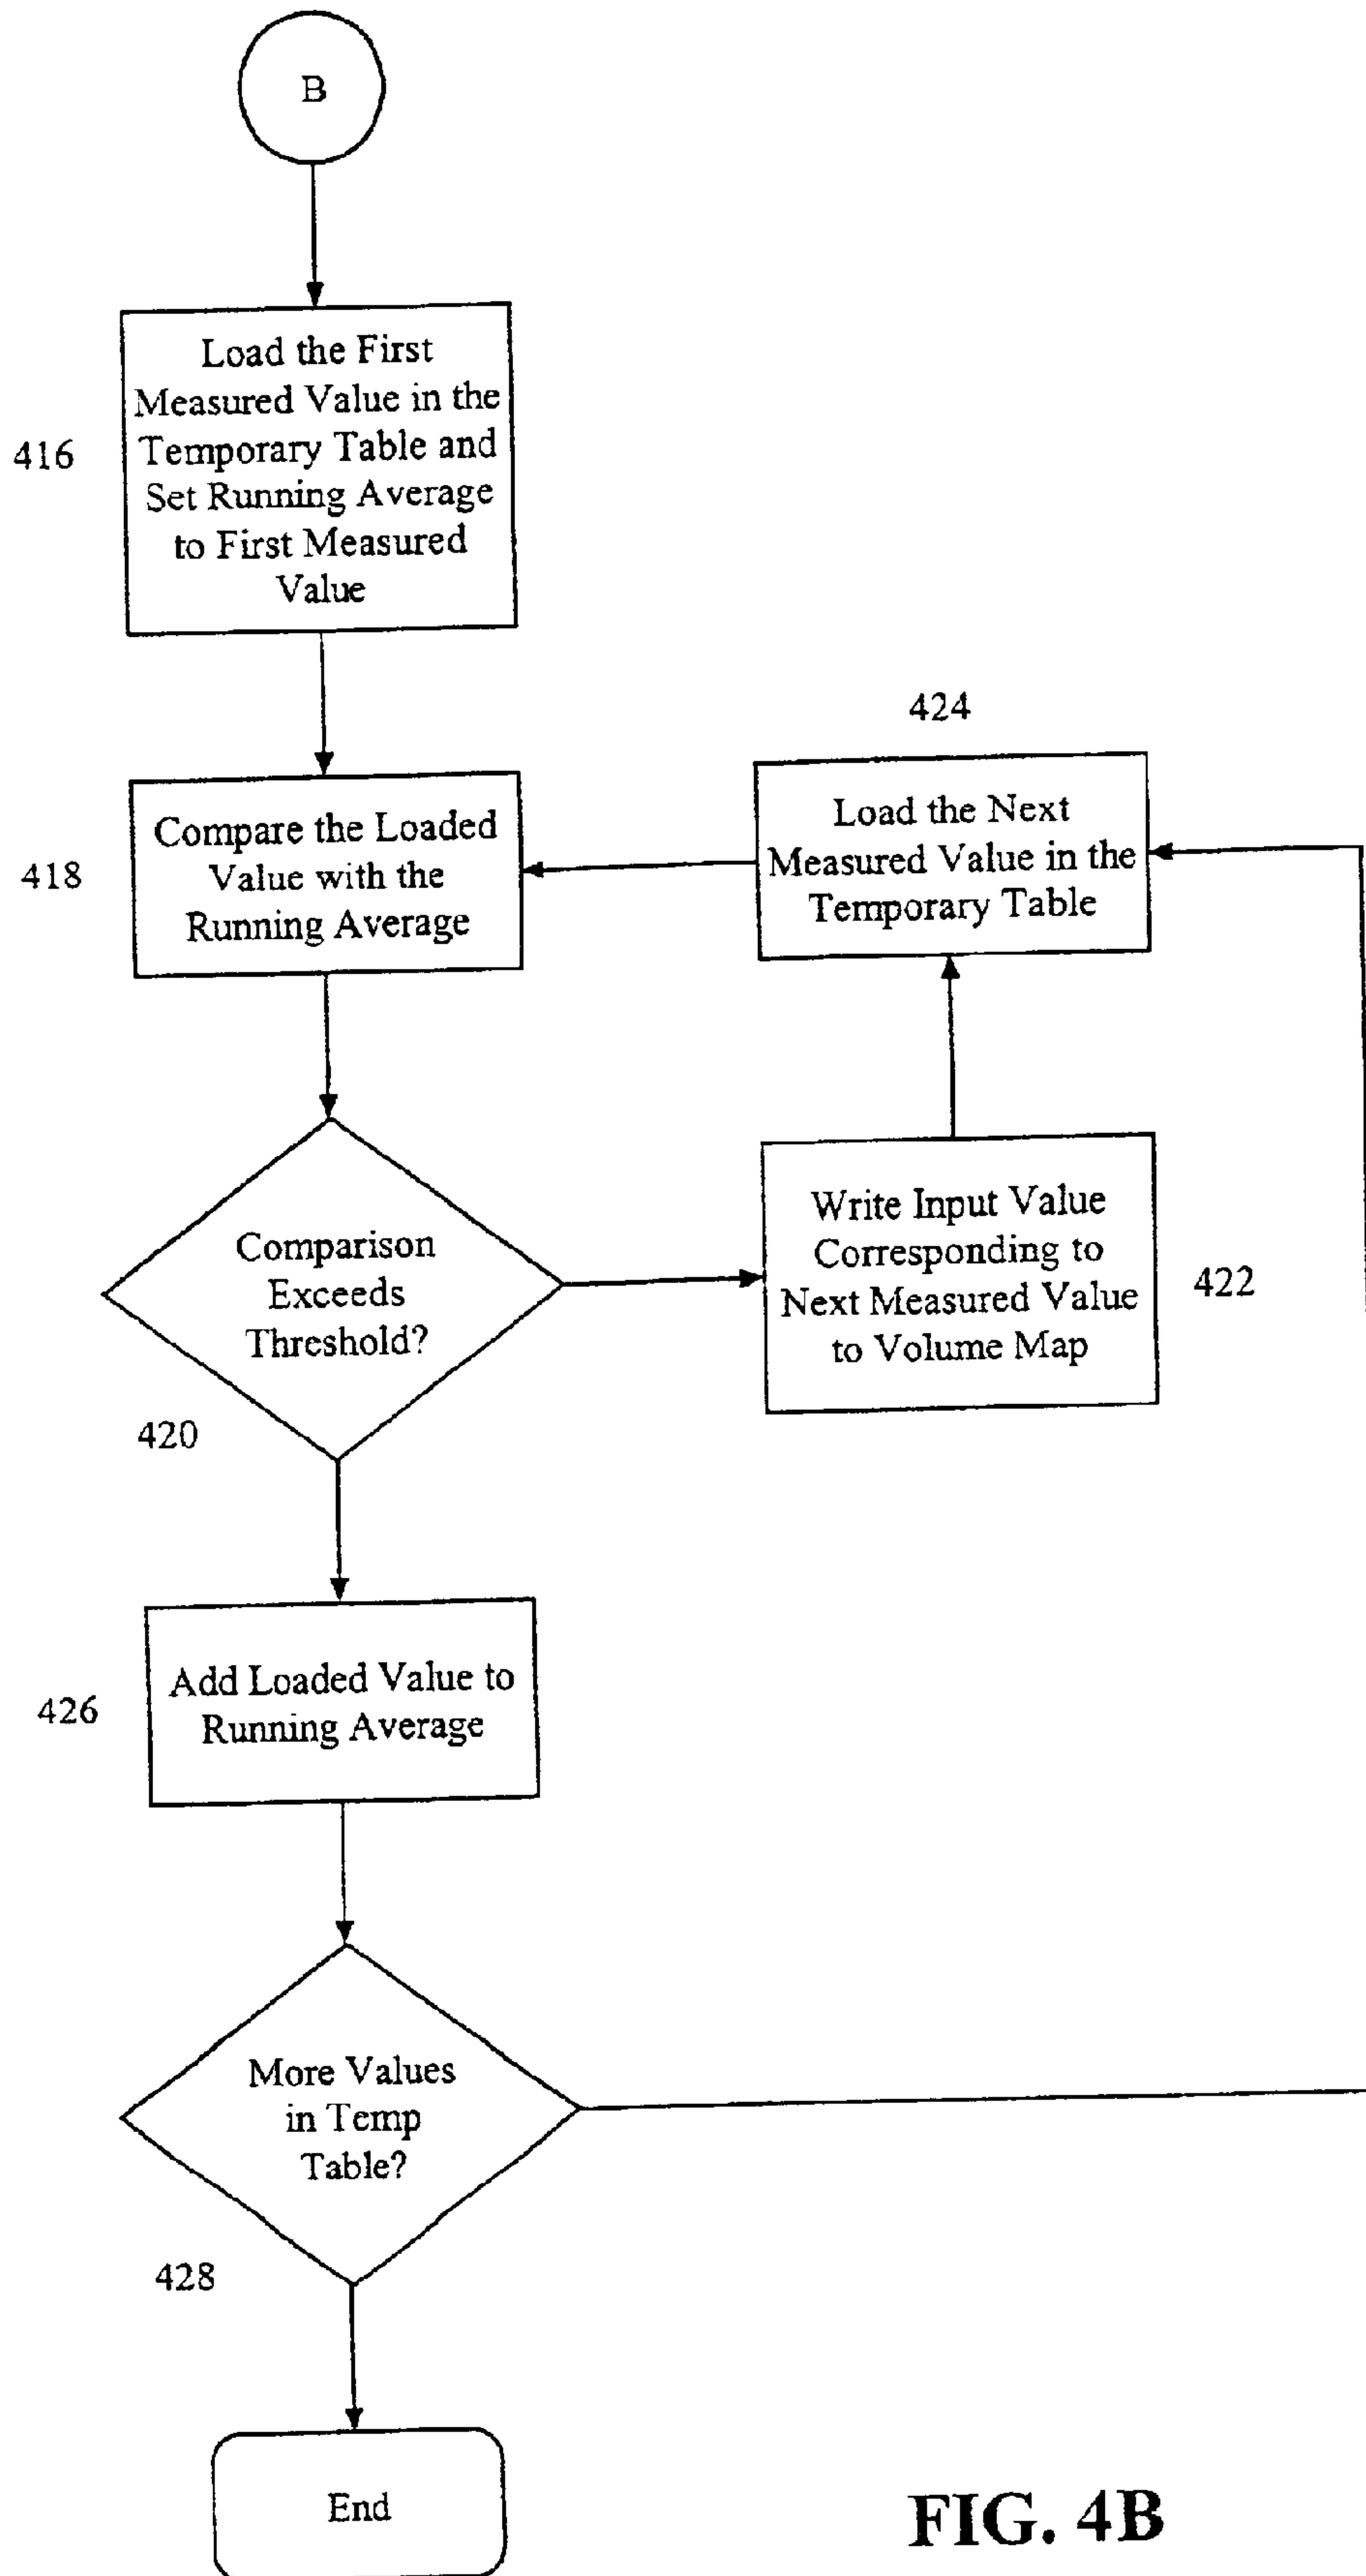 B
Load the First
Measured Value in the
Temporary Table and
Set Running Average
to First Measured
Value
416
424
Load the Next
Measured Value in the
Temporary Table
Compare the Loaded
Value with the
Running Average
418
Comparison
Exceeds
Threshold?
420
Write Input Value
Corresponding to
Next Measured Value
to Volume Map
422
Add Loaded Value to
Running Average
426
More Values
in Temp
Table?
428
End
FIG. 4B